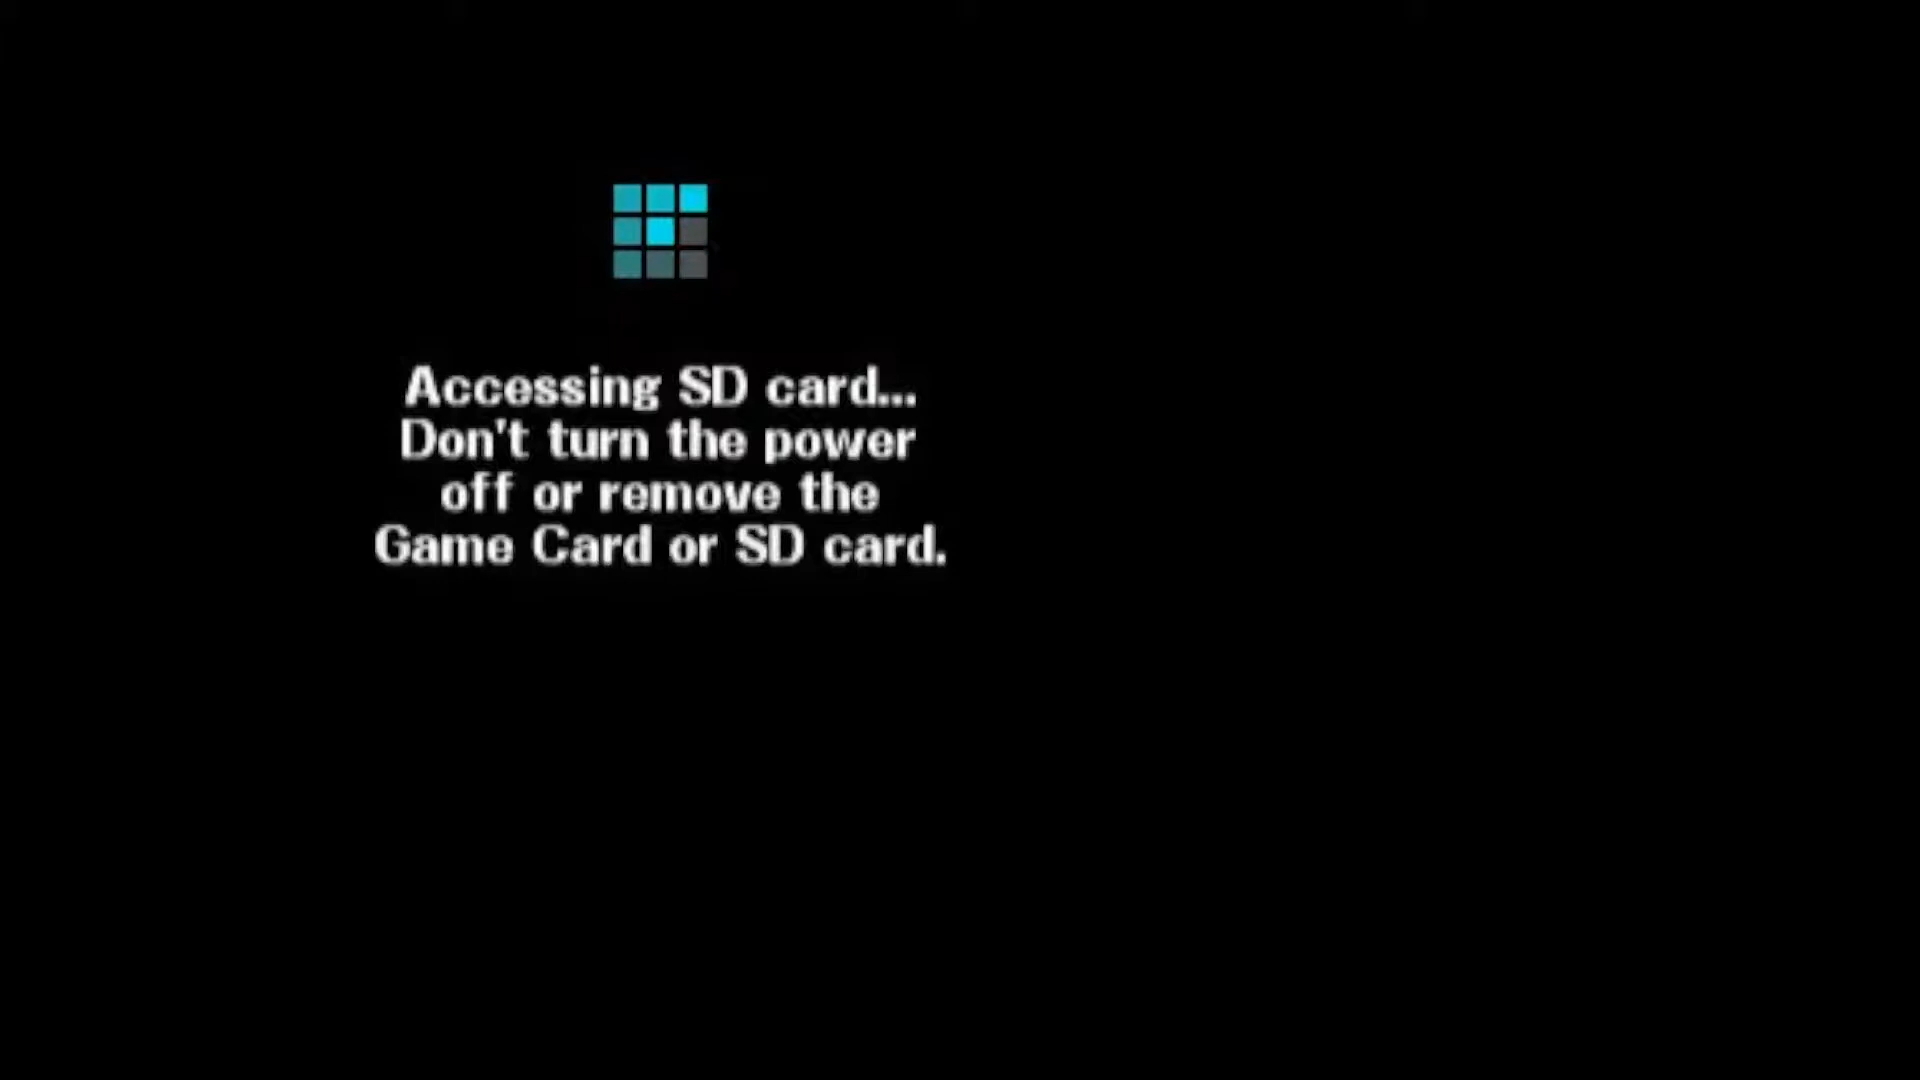 Accessing SD card...
Don't turn the power
off or remove the
Game Card or SD card.